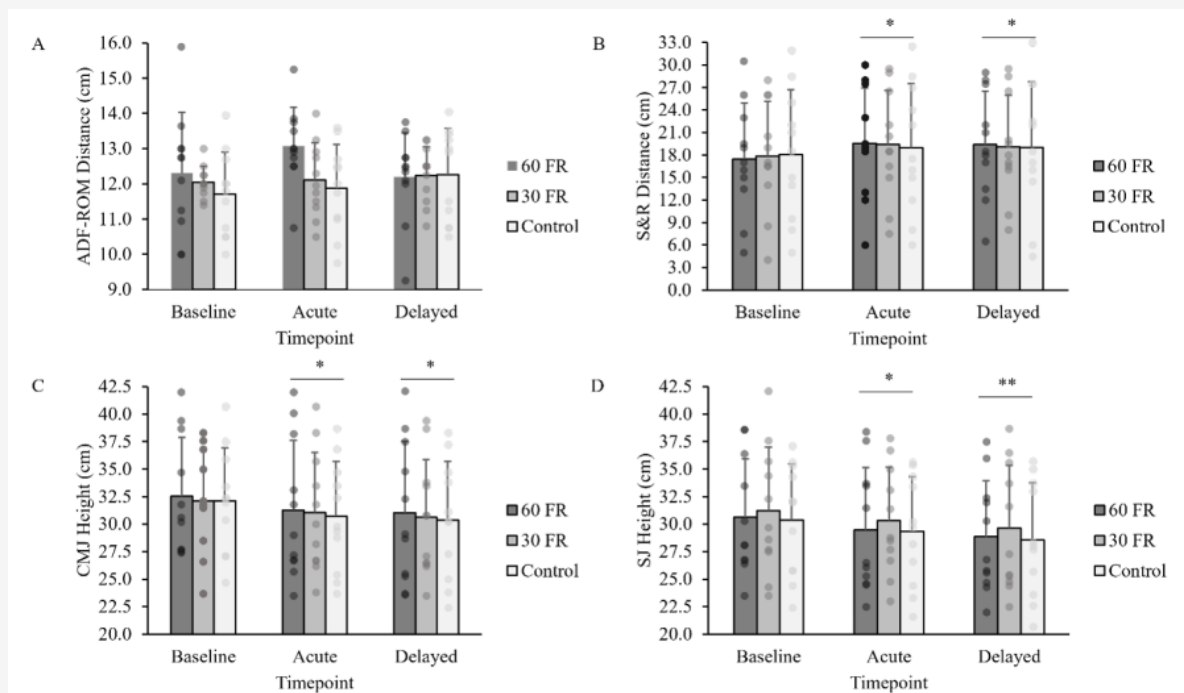 A
ADF-ROM Distance (cm)
16.0
15.0
14.0
13.0
12.0
11.0
10.0
9.0
Baseline
Acute
Delayed
Timepoint
60 FR
30 FR
Control
B
S&R Distance (cm)
33.0
30.0
27.0
24.0
21.0
18.0
15.0
12.0
9.0
6.0
3.0
0.0
*
*
Baseline
Acute
Delayed
Timepoint
60 FR
30 FR
Control
C
CMJ Height (cm)
42.5
40.0
37.5
35.0
32.5
30.0
27.5
25.0
22.5
20.0
*
*
Baseline
Acute
Delayed
Timepoint
60 FR
30 FR
Control
D
SJ Height (cm)
42.5
40.0
37.5
35.0
32.5
30.0
27.5
25.0
22.5
20.0
*
**
Baseline
Acute
Delayed
Timepoint
60 FR
30 FR
Control